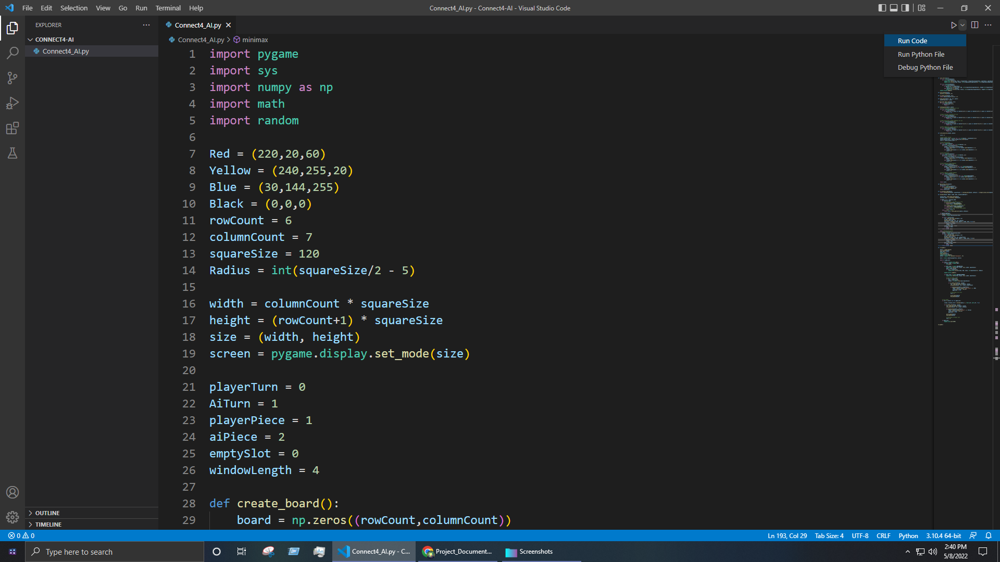 File Edit Selection View Go Run Terminal Help
Connect4_AI.py - Connect4-AI - Visual Studio Code
EXPLORER
CONNECT4-AI
Connect4_AI.py
OUTLINE
TIMELINE
Connect4_AI.py
Connect4_AI.py > minimax
Run Code
Run Python File
Debug Python File
1 import pygame
2 import sys
3 import numpy as np
4 import math
5 import random
6
7 Red = (220,20,60)
8 Yellow = (240,255,20)
9 Blue = (30,144,255)
10 Black = (0,0,0)
11 rowCount = 6
12 columnCount = 7
13 squareSize = 120
14 Radius = int(squareSize/2 - 5)
15
16 width = columnCount * squareSize
17 height = (rowCount+1) * squareSize
18 size = (width, height)
19 screen = pygame.display.set_mode(size)
20
21 playerTurn = 0
22 AiTurn = 1
23 playerPiece = 1
24 aiPiece = 2
25 emptySlot = 0
26 windowLength = 4
27
28 def create_board():
29 board = np.zeros((rowCount,columnCount))
0 0
Ln 193, Col 29 Tab Size: 4 UTF-8 CRLF Python 3.10.4 64-bit
Type here to search
Connect4_AI.py - C...
Project_Document...
Screenshots
2:40 PM
5/8/2022